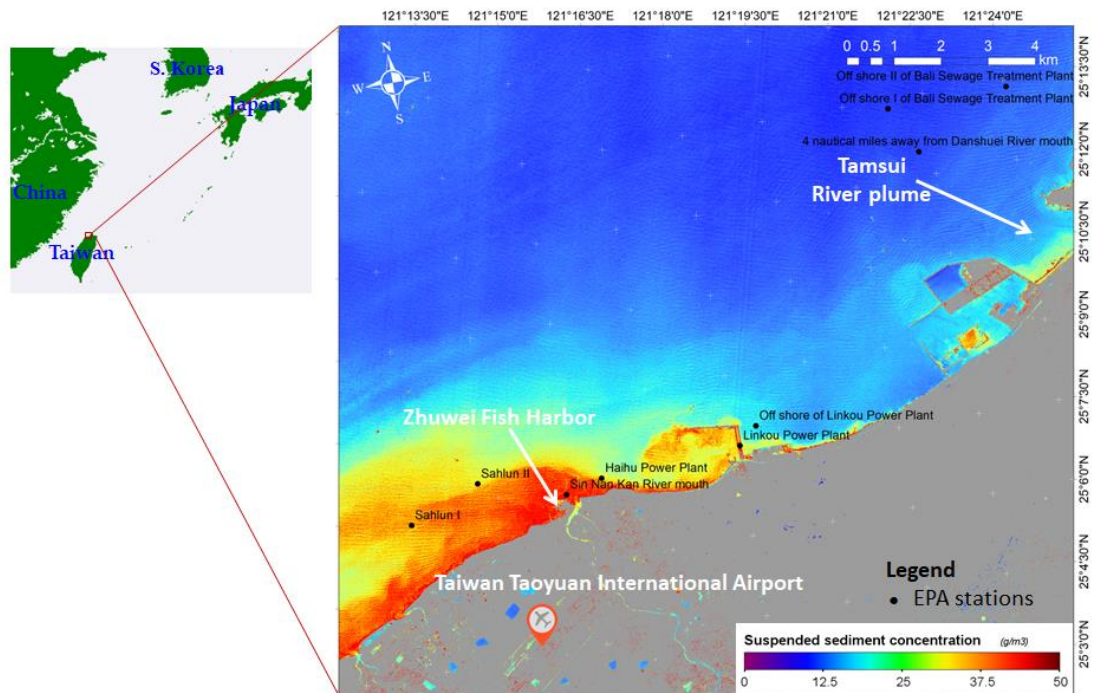 S. Korea
Japan
China
Taiwan
121°13'30"E 121°15'0"E 121°16'30"E 121°18'0"E 121°19'30"E 121°21'0"E 121°22'30"E 121°24'0"E
N
W E
S
0 0.5 1 2 3 4
km
Off shore II of Bali Sewage Treatment Plant
Off shore I of Bali Sewage Treatment Plant
4 nautical miles away from Danshuei River mouth
Tamsui
River plume
25°13'30"N
25°12'0"N
25°10'30"N
25°9'0"N
25°7'30"N
25°6'0"N
25°4'30"N
25°3'0"N
Zhuwei Fish Harbor
Off shore of Linkou Power Plant
Linkou Power Plant
Haihu Power Plant
Sahlun II
Sin Nan Kan River mouth
Sahlun I
Taiwan Taoyuan International Airport
Legend
EPA stations
Suspended sediment concentration (g/m3)
0 12.5 25 37.5 50